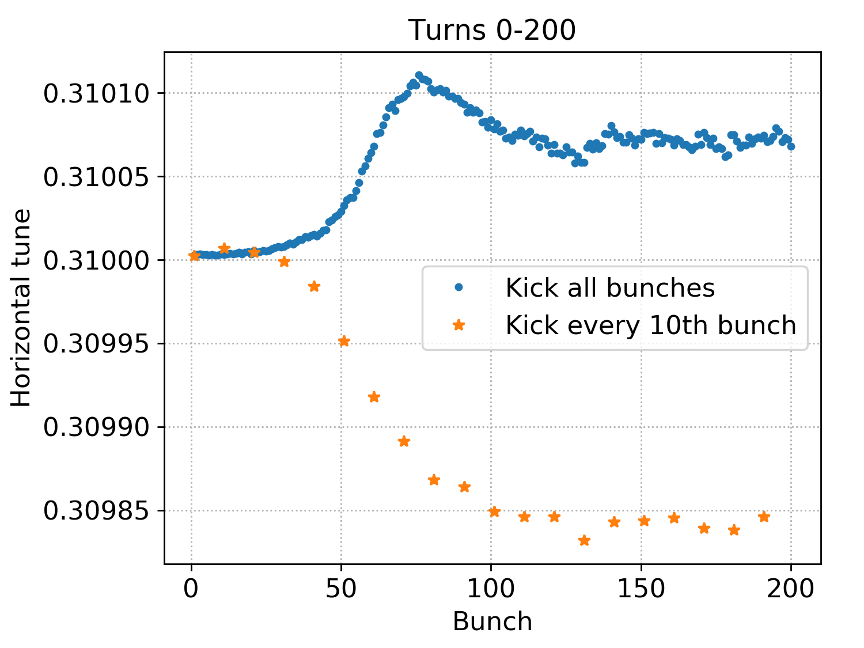 Turns 0-200
Horizontal tune
0.31010
0.31005
0.31000
0.30995
0.30990
0.30985
Kick all bunches
Kick every 10th bunch
0 50 100 150 200
Bunch